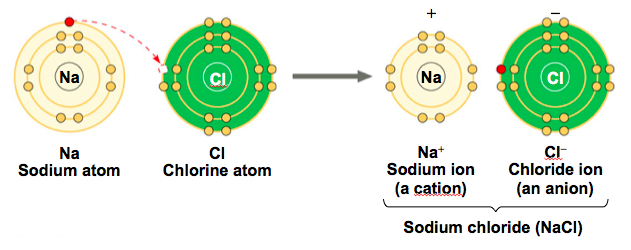 + −
Na Cl Na Cl
Na Cl Na⁺ Cl⁻
Sodium atom Chlorine atom Sodium ion Chloride ion
(a cation) (an anion)
Sodium chloride (NaCl)